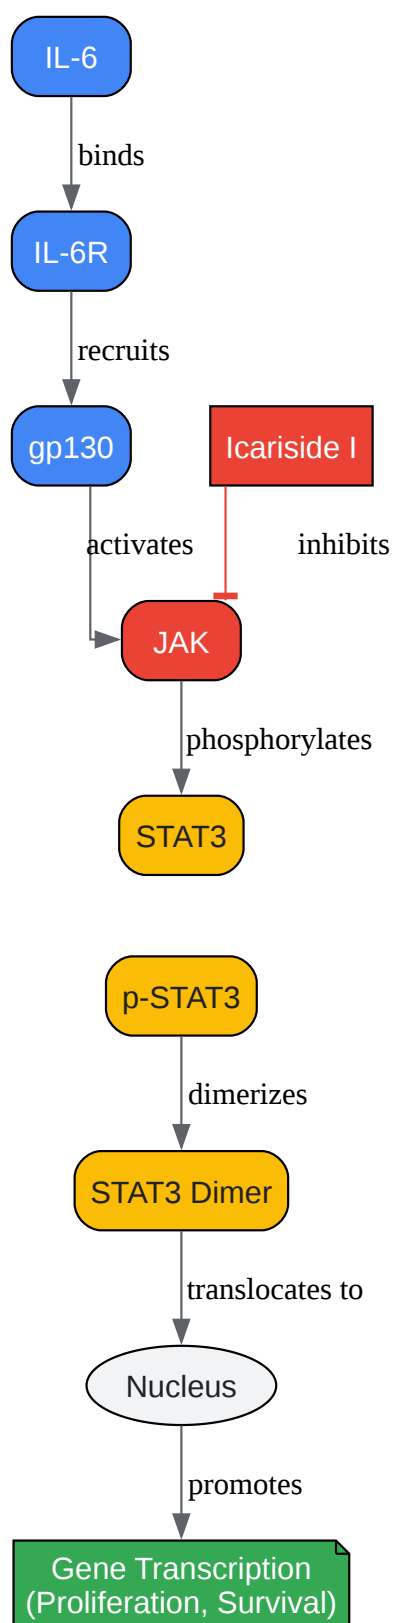 IL-6
binds
IL-6R
recruits
gp130
Icariside I
activates
inhibits
JAK
phosphorylates
STAT3
p-STAT3
dimerizes
STAT3 Dimer
translocates to
Nucleus
promotes
Gene Transcription
(Proliferation, Survival)